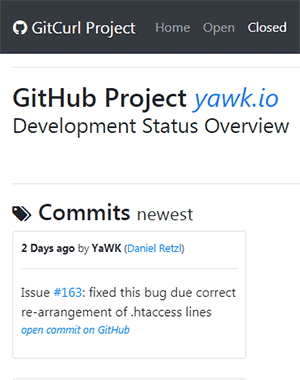 GitCurl Project Home Open Closed
GitHub Project yawk.io
Development Status Overview
Commits newest
2 Days ago by YaWK (Daniel Retzl)
Issue #163: fixed this bug due correct
re-arrangement of .htaccess lines
open commit on GitHub